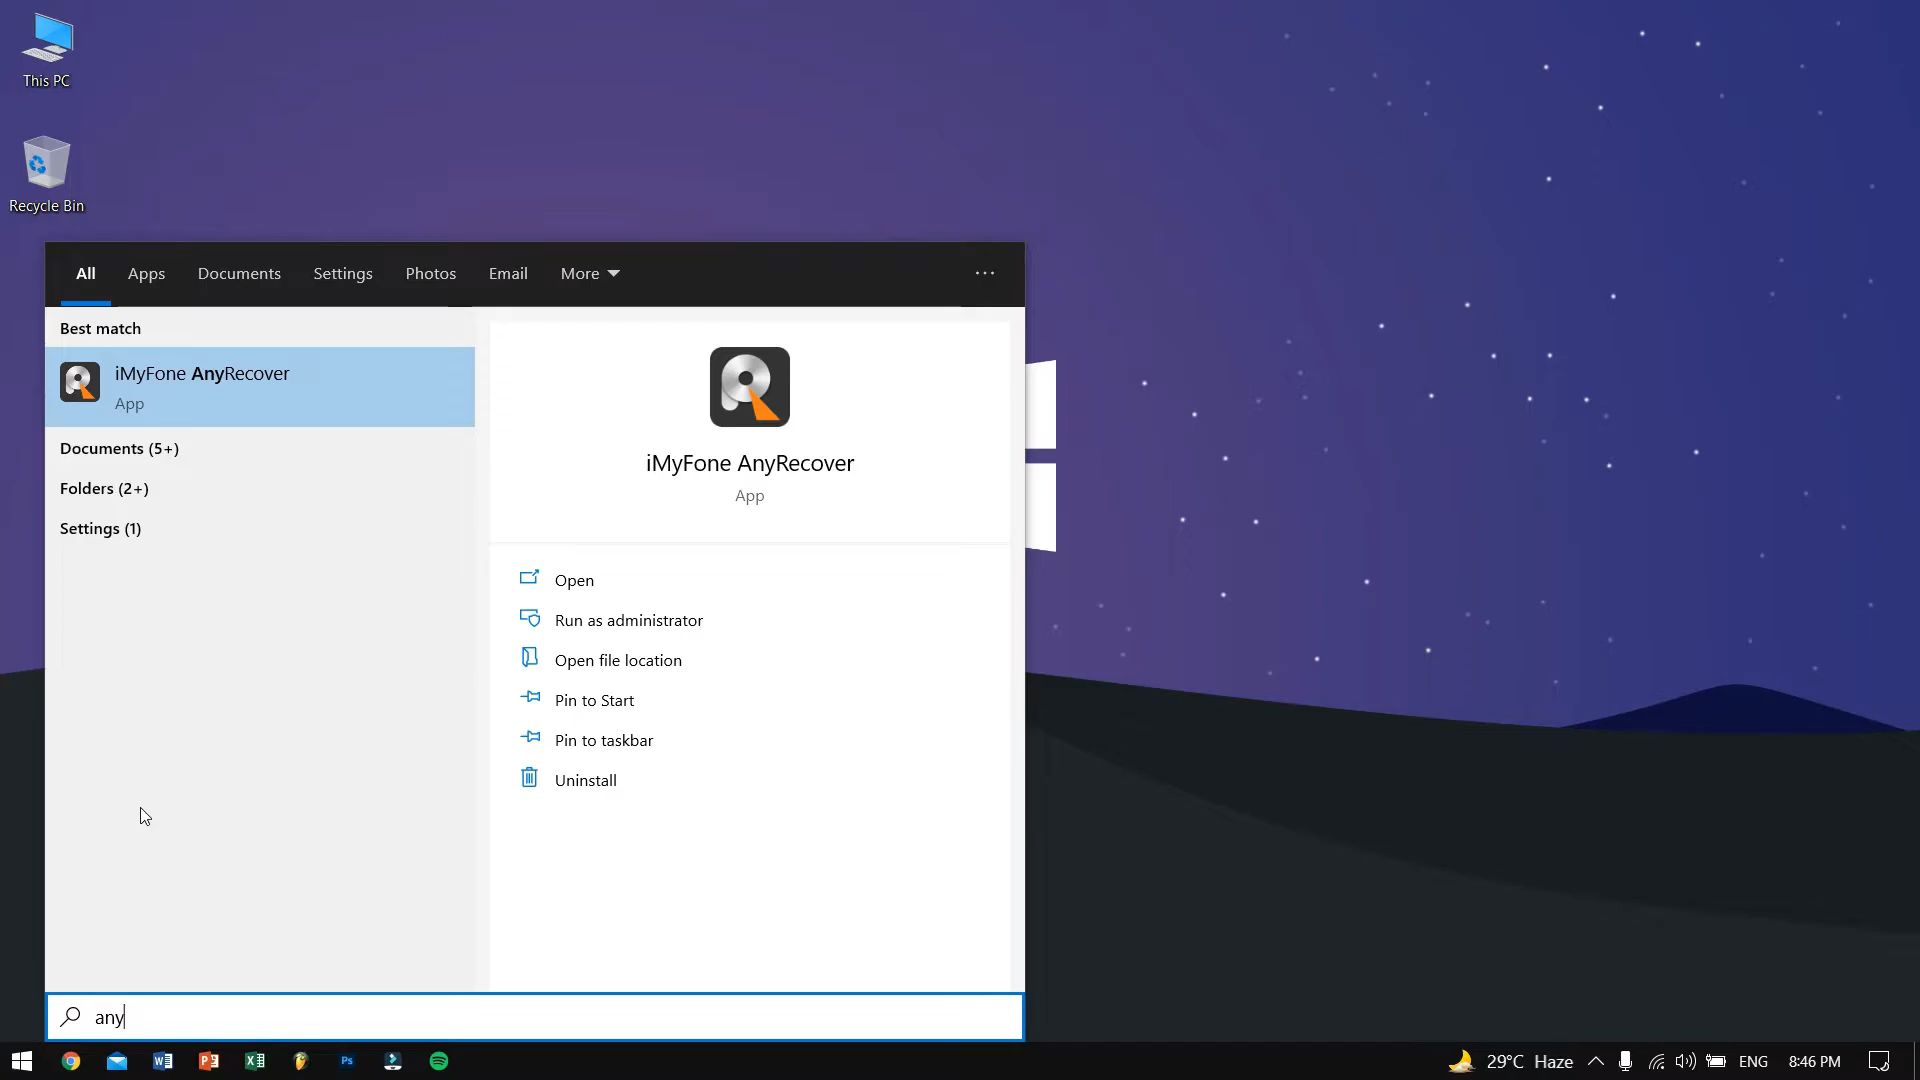 This PC
Recycle Bin
All Apps Documents Settings Photos Email More ...
Best match
iMyFone AnyRecover
App
Documents (5+)
Folders (2+)
Settings (1)
iMyFone AnyRecover
App
Open
Run as administrator
Open file location
Pin to Start
Pin to taskbar
Uninstall
any
W P X Ps 29°C Haze ENG 8:46 PM